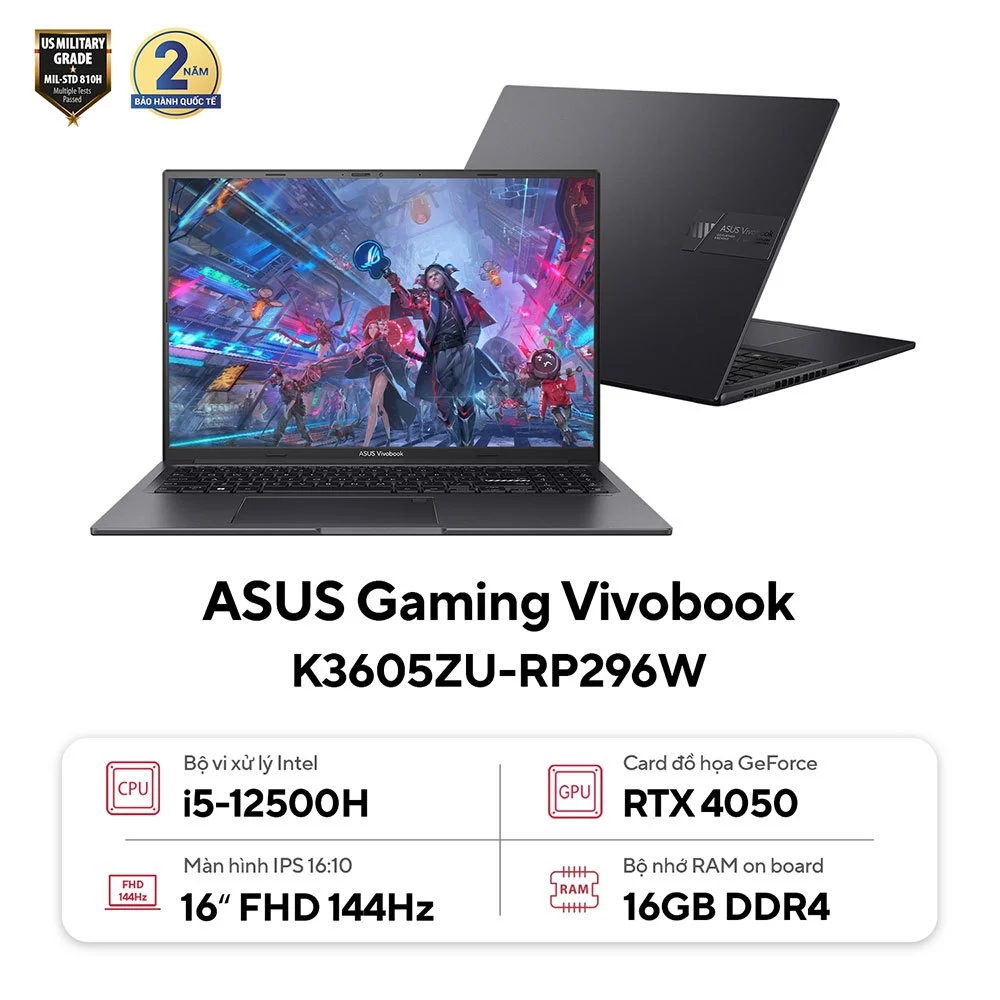 US MILITARY
GRADE
MIL-STD 810H
Multiple Tests
Passed
2 NĂM
BẢO HÀNH QUỐC TẾ
ASUS Vivobook
ASUS Vivobook
ASUS Gaming Vivobook
K3605ZU-RP296W
CPU
Bộ vi xử lý Intel
i5-12500H
GPU
Card đồ họa GeForce
RTX 4050
FHD
144Hz
Màn hình IPS 16:10
16“ FHD 144Hz
RAM
Bộ nhớ RAM on board
16GB DDR4